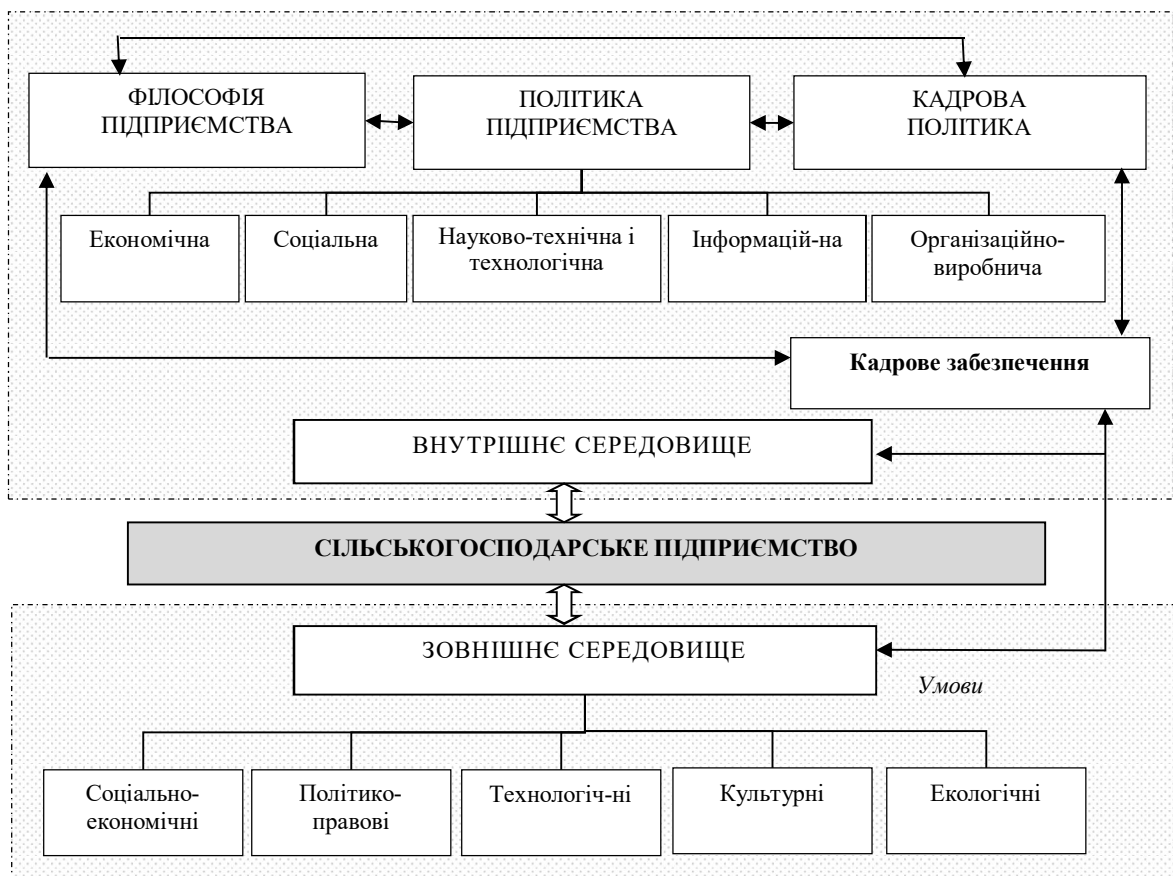 ФІЛОСОФІЯ
ПІДПРИЄМСТВА
ПОЛІТИКА
ПІДПРИЄМСТВА
КАДРОВА
ПОЛІТИКА
Економічна
Соціальна
Науково-технічна і
технологічна
Інформацій-на
Організаційно-
виробнича
Кадрове забезпечення
ВНУТРІШНЄ СЕРЕДОВИЩЕ
СІЛЬСЬКОГОСПОДАРСЬКЕ ПІДПРИЄМСТВО
ЗОВНІШНЄ СЕРЕДОВИЩЕ
Умови
Соціально-
економічні
Політико-
правові
Технологіч-ні
Культурні
Екологічні